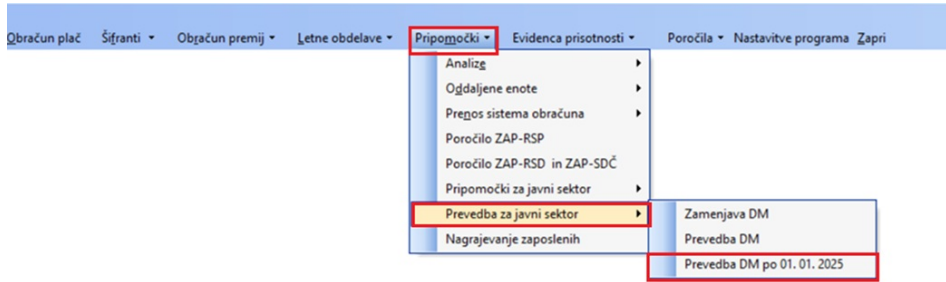 Obračun plač Šifranti Obračun premij Letne obdelave Pripomočki Evidenca prisotnosti Poročila Nastavitve programa Zapri
Analize
Oddaljene enote
Prenos sistema obračuna
Poročilo ZAP-RSP
Poročilo ZAP-RSD in ZAP-SDČ
Pripomočki za javni sektor
Prevedba za javni sektor
Zamenjava DM
Nagrajevanje zaposlenih
Prevedba DM
Prevedba DM po 01. 01. 2025